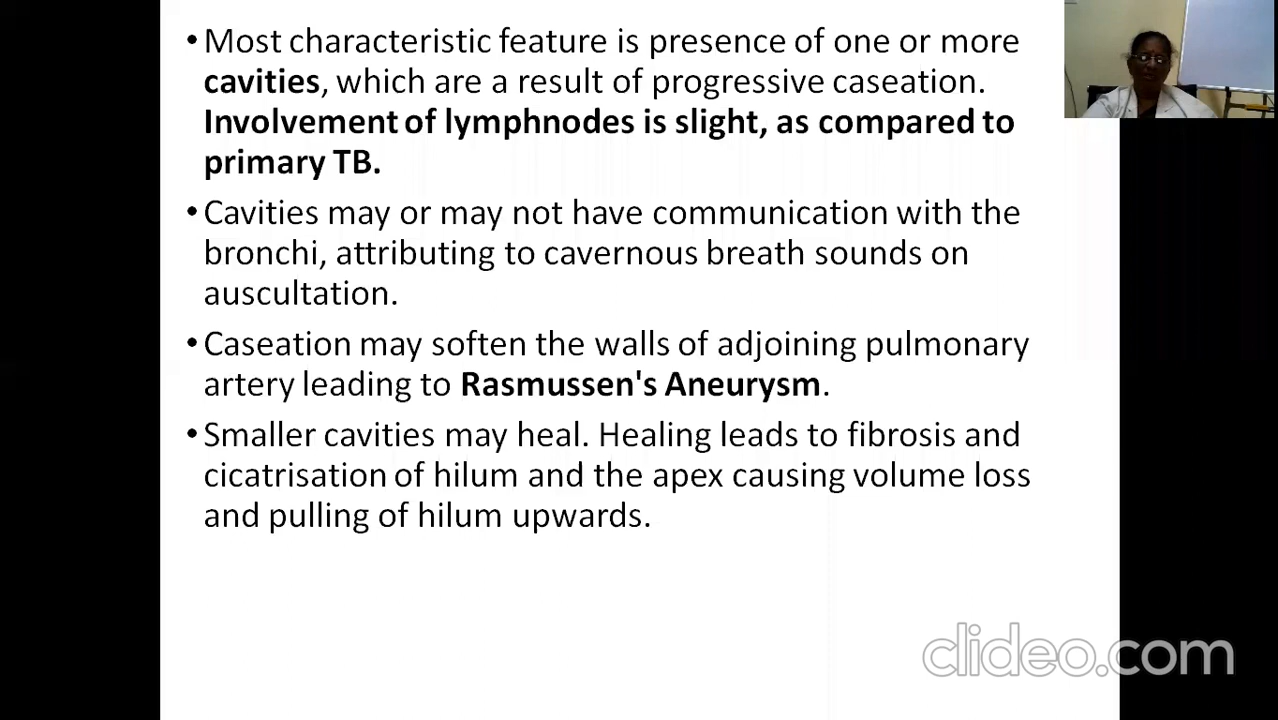 •Most characteristic feature is presence of one or more
cavities, which are a result of progressive caseation.
Involvement of lymphnodes is slight, as compared to
primary TB.
•Cavities may or may not have communication with the
bronchi, attributing to cavernous breath sounds on
auscultation.
•Caseation may soften the walls of adjoining pulmonary
artery leading to Rasmussen's Aneurysm.
•Smaller cavities may heal. Healing leads to fibrosis and
cicatrisation of hilum and the apex causing volume loss
and pulling of hilum upwards.
clideo.com